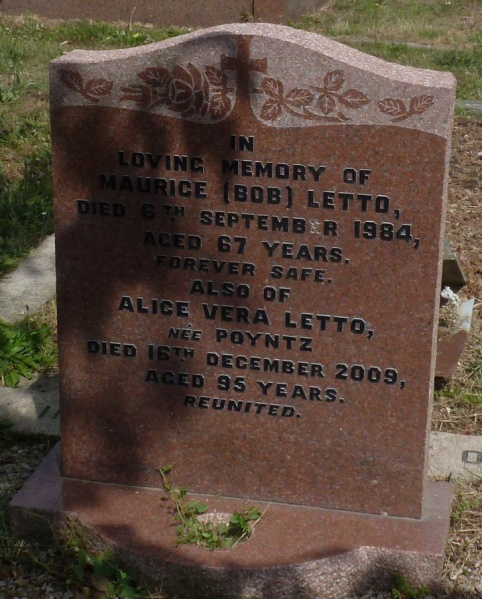 IN
LOVING MEMORY OF
MAURICE (BOB) LETTO,
DIED 6TH SEPTEMBER 1984,
AGED 67 YEARS.
FOREVER SAFE.
ALSO OF
ALICE VERA LETTO,
NÉE POYNTZ
DIED 16TH DECEMBER 2009,
AGED 95 YEARS.
REUNITED.